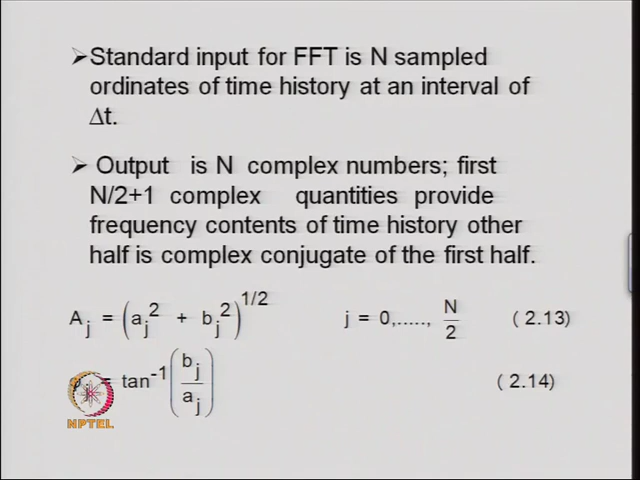 ➢Standard input for FFT is N sampled
ordinates of time history at an interval of
Δt.
➢ Output is N complex numbers; first
N/2+1 complex quantities provide
frequency contents of time history other
half is complex conjugate of the first half.
A_j = (a_j^2 + b_j^2)^{1/2} j = 0,....., N/2 ( 2.13)
= tan^{-1}(b_j/a_j) ( 2.14)
NPTEL